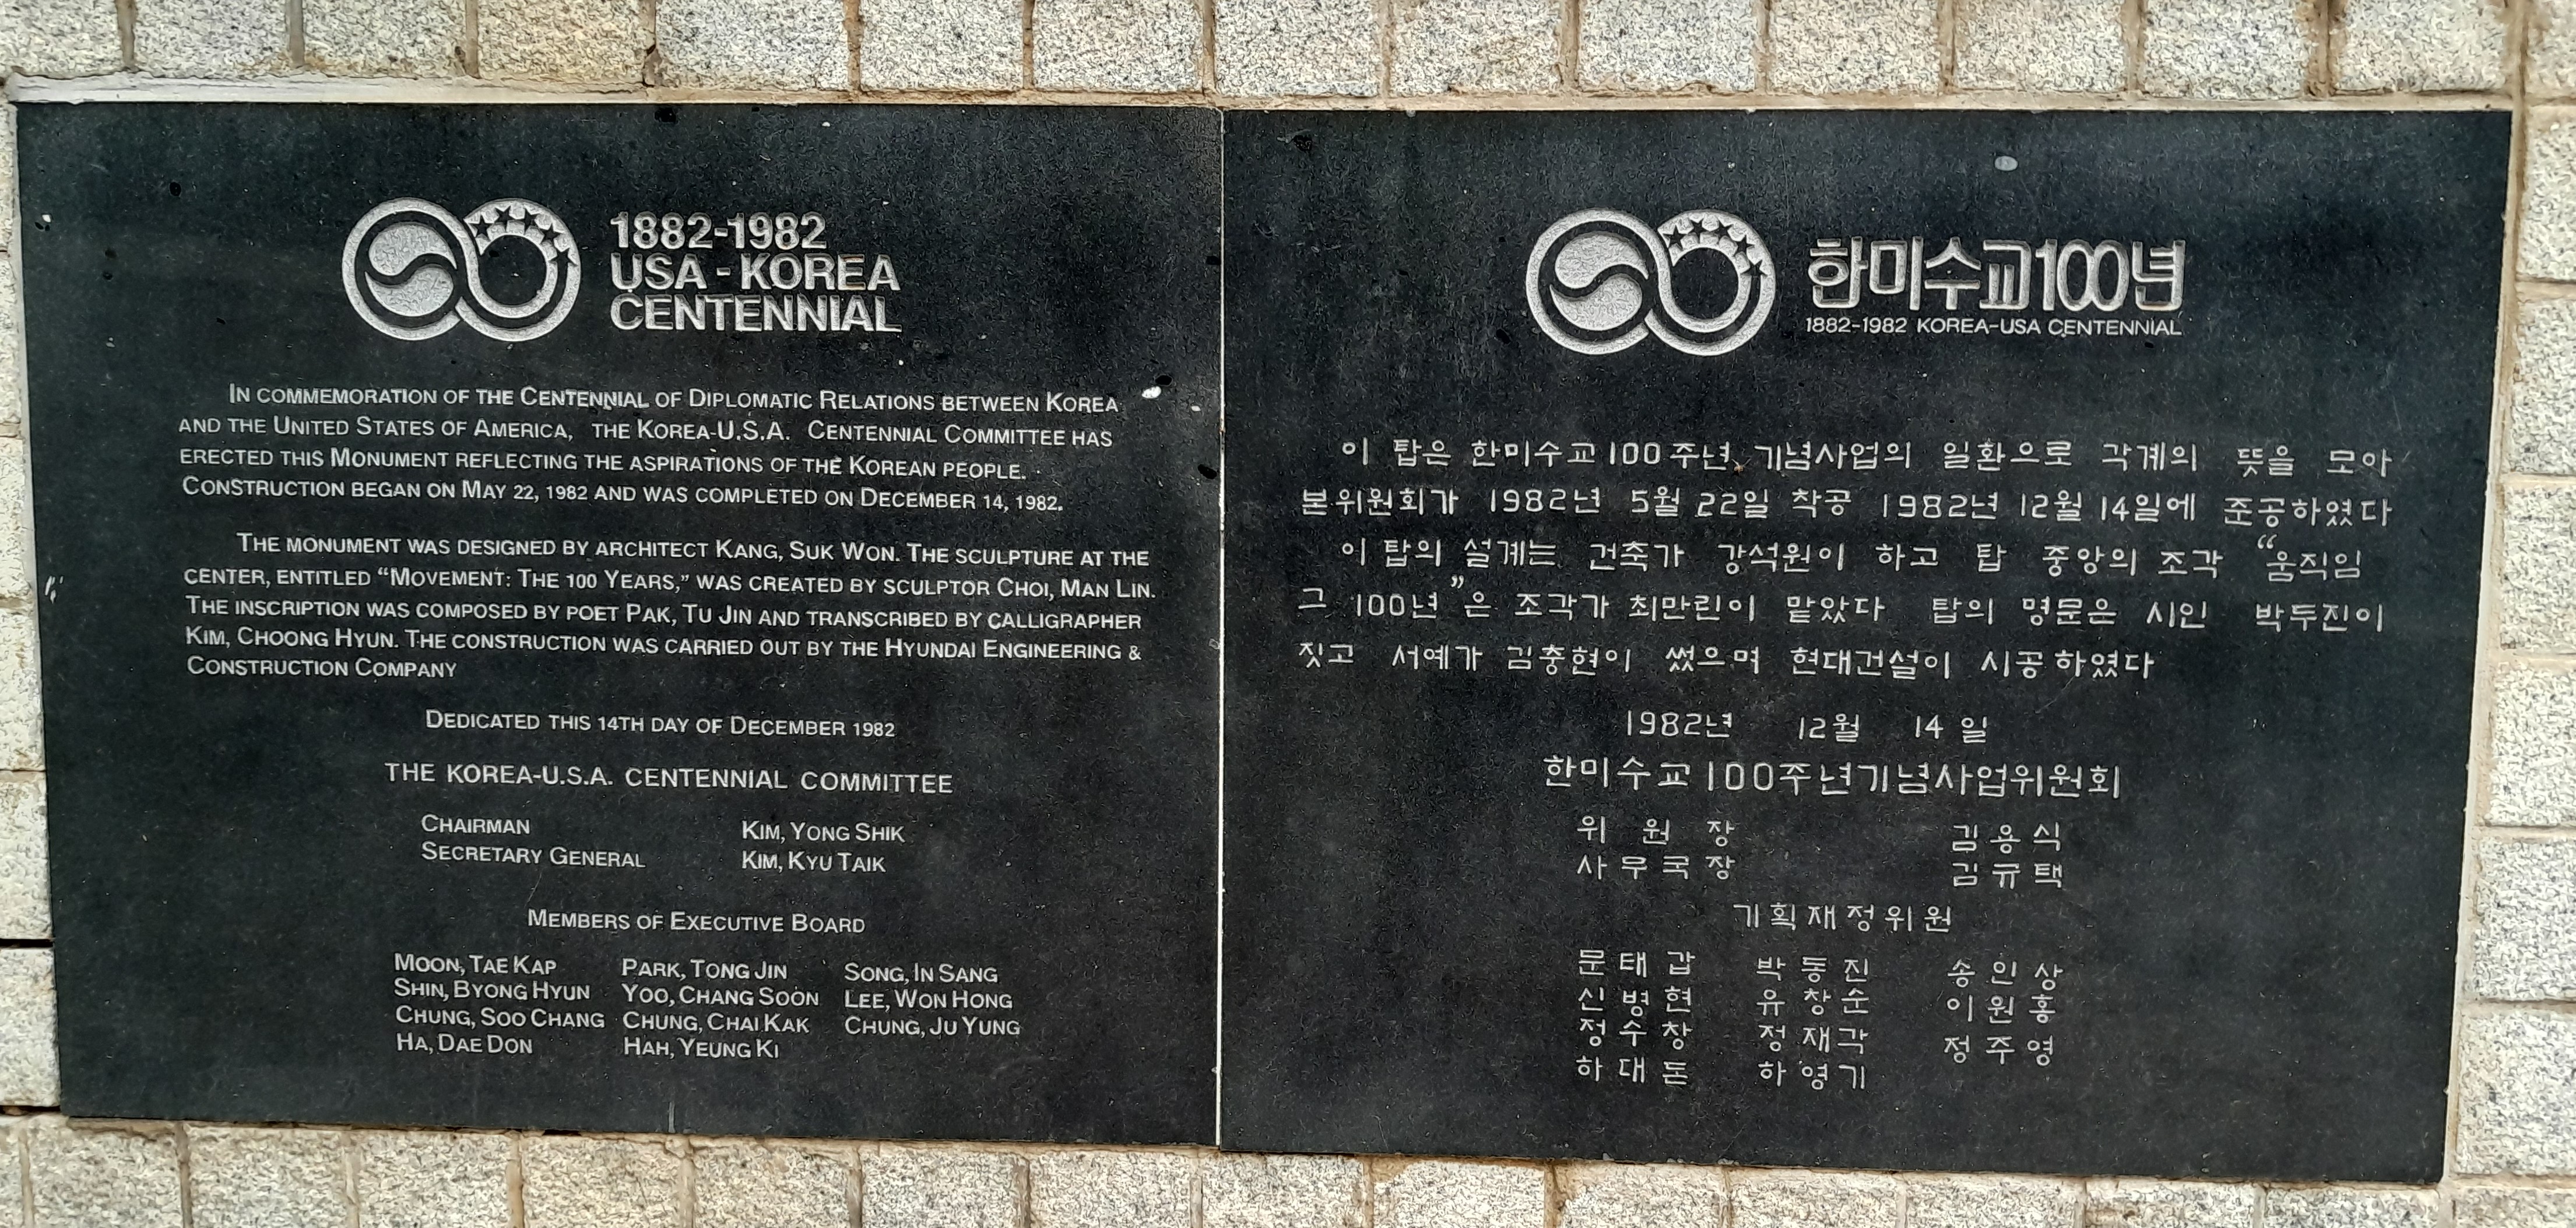 1882-1982
USA - KOREA
CENTENNIAL
IN COMMEMORATION OF THE CENTENNIAL OF DIPLOMATIC RELATIONS BETWEEN KOREA
AND THE UNITED STATES OF AMERICA, THE KOREA-U.S.A. CENTENNIAL COMMITTEE HAS
ERECTED THIS MONUMENT REFLECTING THE ASPIRATIONS OF THE KOREAN PEOPLE.
CONSTRUCTION BEGAN ON MAY 22, 1982 AND WAS COMPLETED ON DECEMBER 14, 1982.
THE MONUMENT WAS DESIGNED BY ARCHITECT KANG, SUK WON. THE SCULPTURE AT THE
CENTER, ENTITLED “MOVEMENT: THE 100 YEARS,” WAS CREATED BY SCULPTOR CHOI, MAN LIN.
THE INSCRIPTION WAS COMPOSED BY POET PAK, TU JIN AND TRANSCRIBED BY CALLIGRAPHER
KIM, CHOONG HYUN. THE CONSTRUCTION WAS CARRIED OUT BY THE HYUNDAI ENGINEERING &
CONSTRUCTION COMPANY
DEDICATED THIS 14TH DAY OF DECEMBER 1982
THE KOREA-U.S.A. CENTENNIAL COMMITTEE
CHAIRMAN KIM, YONG SHIK
SECRETARY GENERAL KIM, KYU TAIK
MEMBERS OF EXECUTIVE BOARD
MOON, TAE KAP PARK, TONG JIN SONG, IN SANG
SHIN, BYONG HYUN YOO, CHANG SOON LEE, WON HONG
CHUNG, SOO CHANG CHUNG, CHAI KAK CHUNG, JU YUNG
HA, DAE DON HAH, YEUNG KI
한미수교100년
1882-1982 KOREA-USA CENTENNIAL
이 탑은 한미수교100주년 기념사업의 일환으로 각계의 뜻을 모아
본위원회가 1982년 5월 22일 착공 1982년 12월 14일에 준공하였다
이 탑의 설계는 건축가 강석원이 하고 탑 중앙의 조각 “움직임
그 100년”은 조각가 최만린이 맡았다 탑의 명문은 시인 박두진이
짓고 서예가 김충현이 썼으며 현대건설이 시공하였다
1982년 12월 14일
한미수교100주년기념사업위원회
위원장 김용식
사무국장 김규택
기획재정위원
문태갑 박동진 송인상
신병현 유창순 이원홍
정수창 정재각 정주영
하대돈 하영기